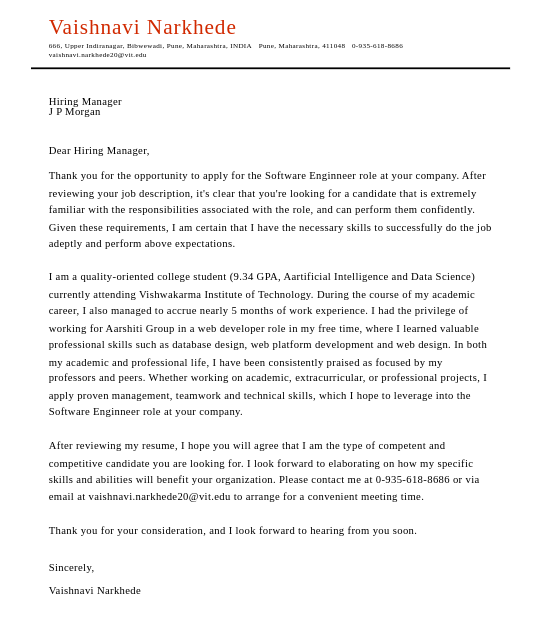 Vaishnavi Narkhede
666, Upper Indiranagar, Bibwewadi, Pune, Maharashtra, INDIA Pune, Maharashtra, 411048 0-935-618-8686
vaishnavi.narkhede20@vit.edu
Hiring Manager
J P Morgan
Dear Hiring Manager,
Thank you for the opportunity to apply for the Software Enginneer role at your company. After
reviewing your job description, it's clear that you're looking for a candidate that is extremely
familiar with the responsibilities associated with the role, and can perform them confidently.
Given these requirements, I am certain that I have the necessary skills to successfully do the job
adeptly and perform above expectations.
I am a quality-oriented college student (9.34 GPA, Aartificial Intelligence and Data Science)
currently attending Vishwakarma Institute of Technology. During the course of my academic
career, I also managed to accrue nearly 5 months of work experience. I had the privilege of
working for Aarshiti Group in a web developer role in my free time, where I learned valuable
professional skills such as database design, web platform development and web design. In both
my academic and professional life, I have been consistently praised as focused by my
professors and peers. Whether working on academic, extracurricular, or professional projects, I
apply proven management, teamwork and technical skills, which I hope to leverage into the
Software Enginneer role at your company.
After reviewing my resume, I hope you will agree that I am the type of competent and
competitive candidate you are looking for. I look forward to elaborating on how my specific
skills and abilities will benefit your organization. Please contact me at 0-935-618-8686 or via
email at vaishnavi.narkhede20@vit.edu to arrange for a convenient meeting time.
Thank you for your consideration, and I look forward to hearing from you soon.
Sincerely,
Vaishnavi Narkhede